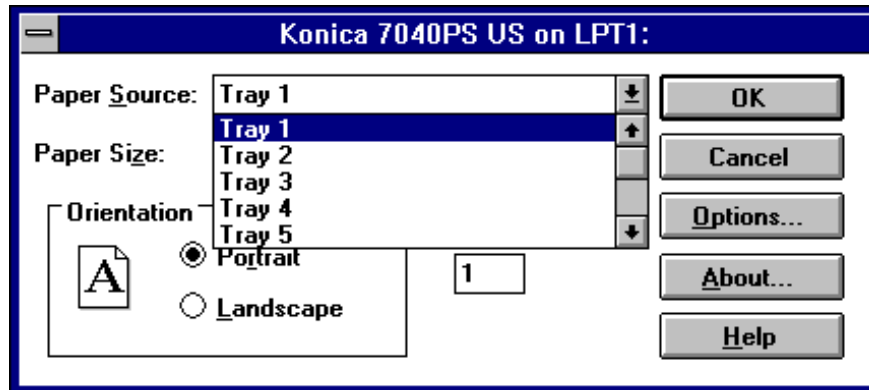 Konica 7040PS US on LPT1:
Paper Source: Tray 1
OK
Tray 1
Paper Size: Tray 2
Cancel
Tray 3
Orientation Tray 4
Options...
Tray 5
A Portrait
1
About...
Landscape
Help